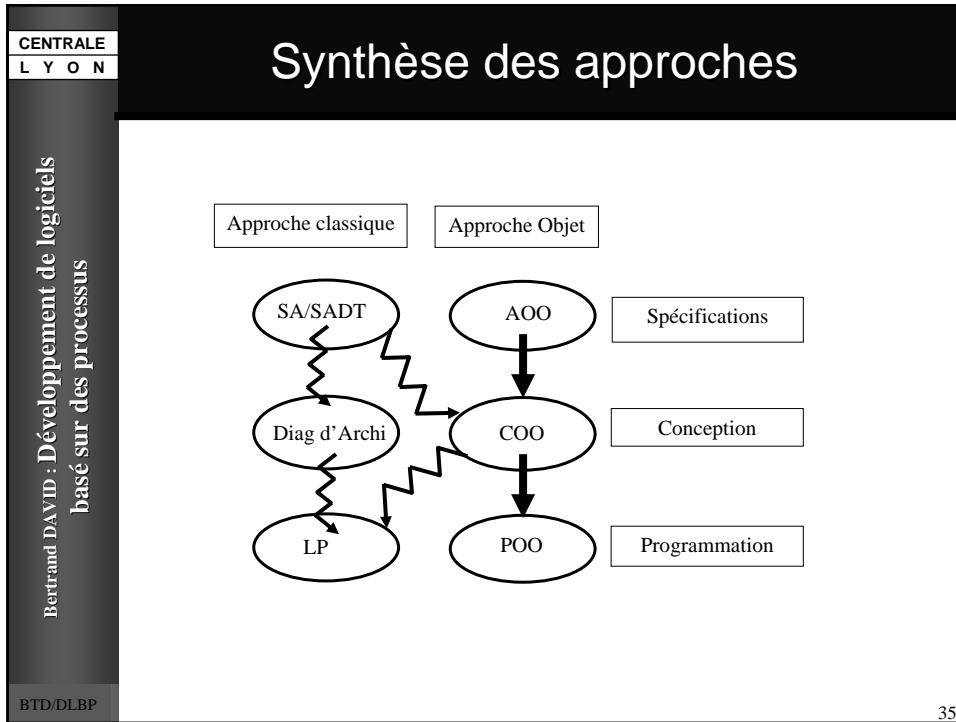 CENTRALE
L Y O N
Synthèse des approches
Bertrand DAVID : Développement de logiciels
basé sur des processus
Approche classique
Approche Objet
SA/SADT
AOO
Spécifications
Diag d'Archi
COO
Conception
LP
POO
Programmation
BTD/DLBP
35